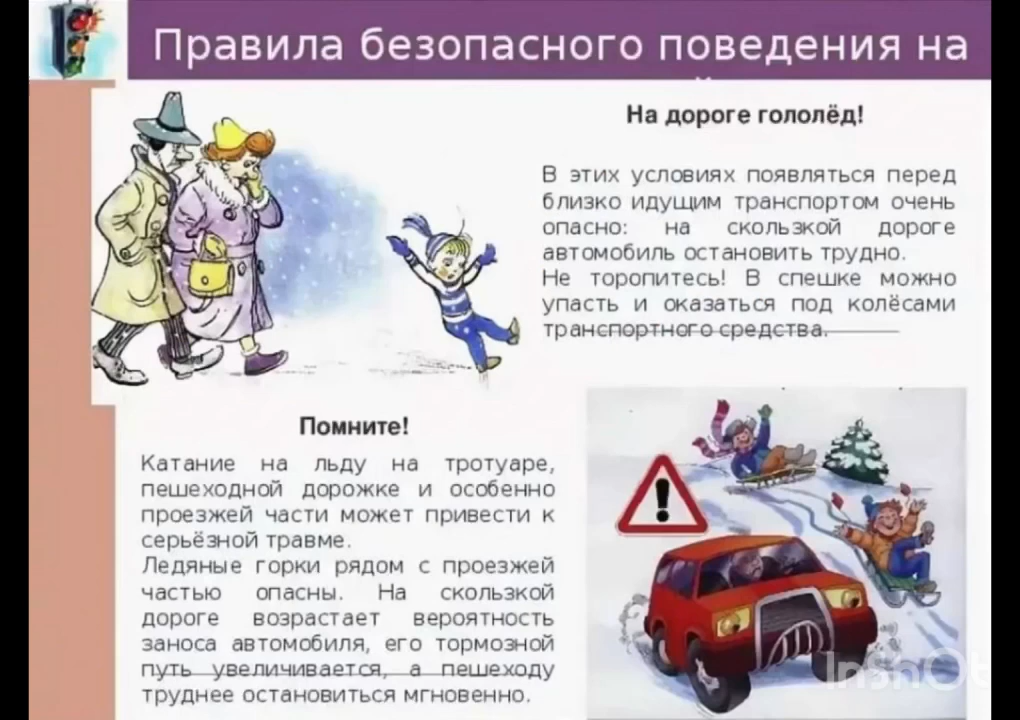 Правила безопасного поведения на
На дороге гололёд!
В этих условиях появляться перед
близко идущим транспортом очень
опасно: на скользкой дороге
автомобиль остановить трудно.
Не торопитесь! В спешке можно
упасть и оказаться под колёсами
транспортного средства.
Помните!
Катание на льду на тротуаре,
пешеходной дорожке и особенно
проезжей части может привести к
серьёзной травме.
Ледяные горки рядом с проезжей
частью опасны. На скользкой
дороге возрастает вероятность
заноса автомобиля, его тормозной
путь увеличивается, а пешеходу
труднее остановиться мгновенно.
!
InShOt